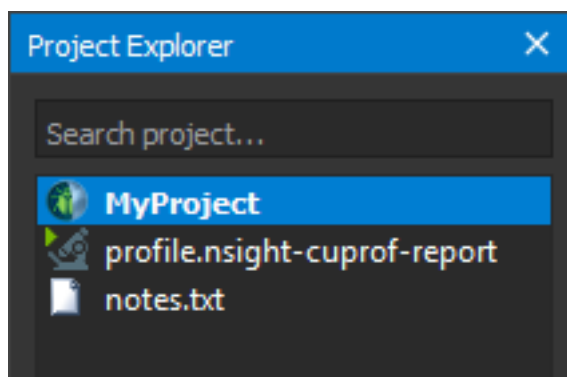 Project Explorer
Search project...
MyProject
profile.nsight-cuprof-report
notes.txt